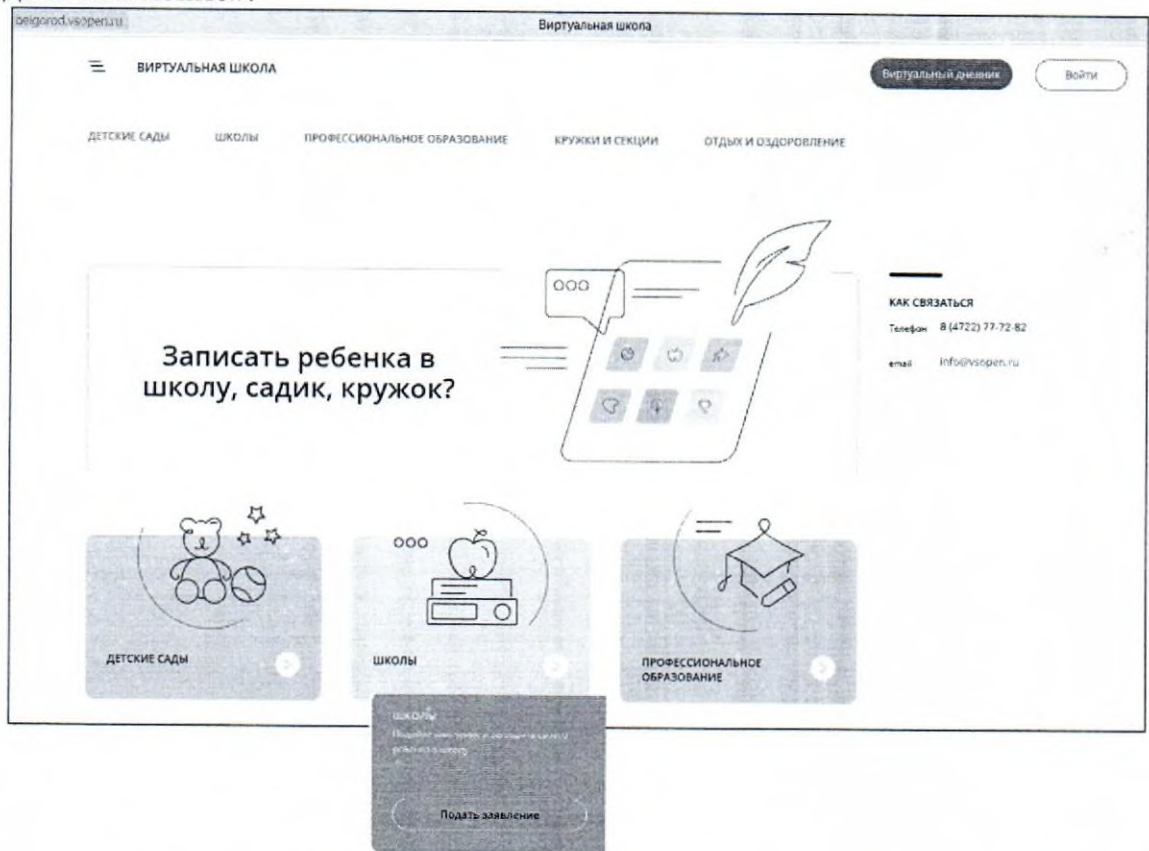 belgorod.vsopen.ru
Виртуальная школа
ВИРТУАЛЬНАЯ ШКОЛА
Виртуальный дневник
Войти
ДЕТСКИЕ САДЫ
ШКОЛЫ
ПРОФЕССИОНАЛЬНОЕ ОБРАЗОВАНИЕ
КРУЖКИ И СЕКЦИИ
ОТДЫХ И ОЗДОРОВЛЕНИЕ
Записать ребенка в
школу, садик, кружок?
КАК СВЯЗАТЬСЯ
Телефон 8 (4722) 77-72-82
email info@vsopen.ru
ДЕТСКИЕ САДЫ
ШКОЛЫ
ПРОФЕССИОНАЛЬНОЕ
ОБРАЗОВАНИЕ
ШКОЛЫ
ребенка в школу
Подать заявление